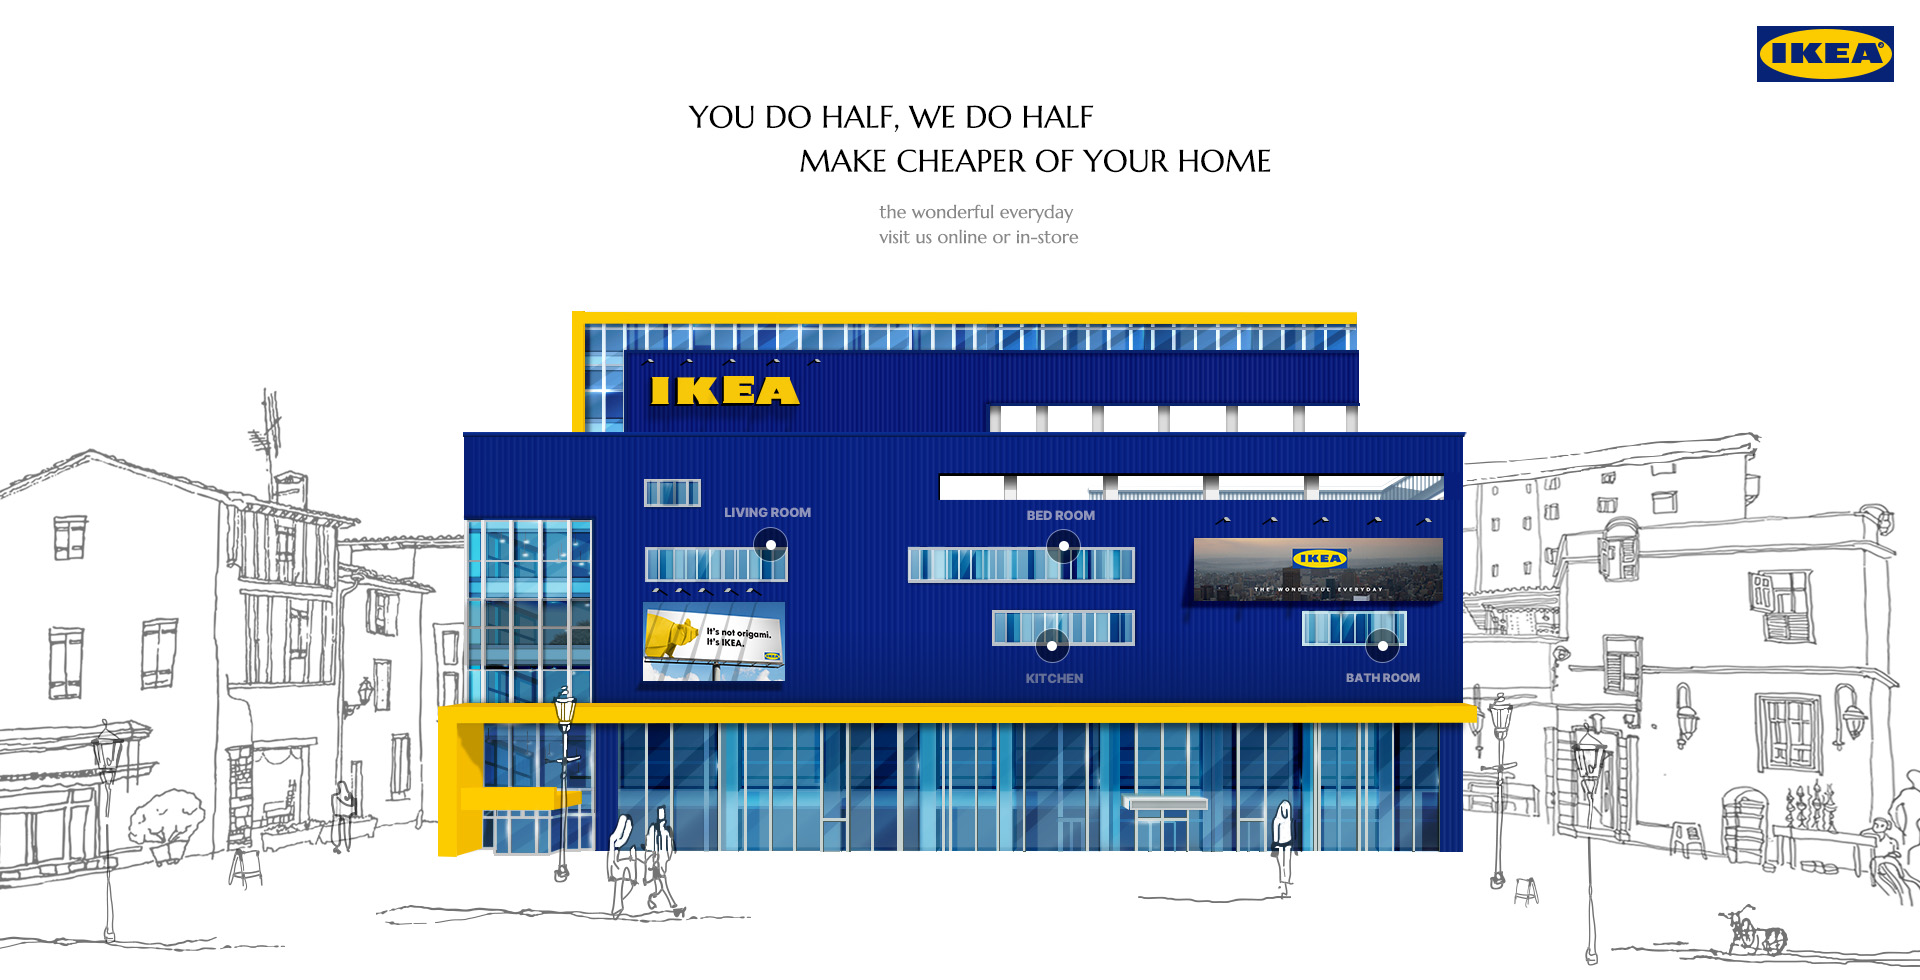 IKEA
YOU DO HALF, WE DO HALF
MAKE CHEAPER OF YOUR HOME
the wonderful everyday
visit us online or in-store
IKEA
LIVING ROOM
BED ROOM
IKEA
THE WONDERFUL EVERYDAY
It's not origami.
It's IKEA.
IKEA
KITCHEN
BATH ROOM